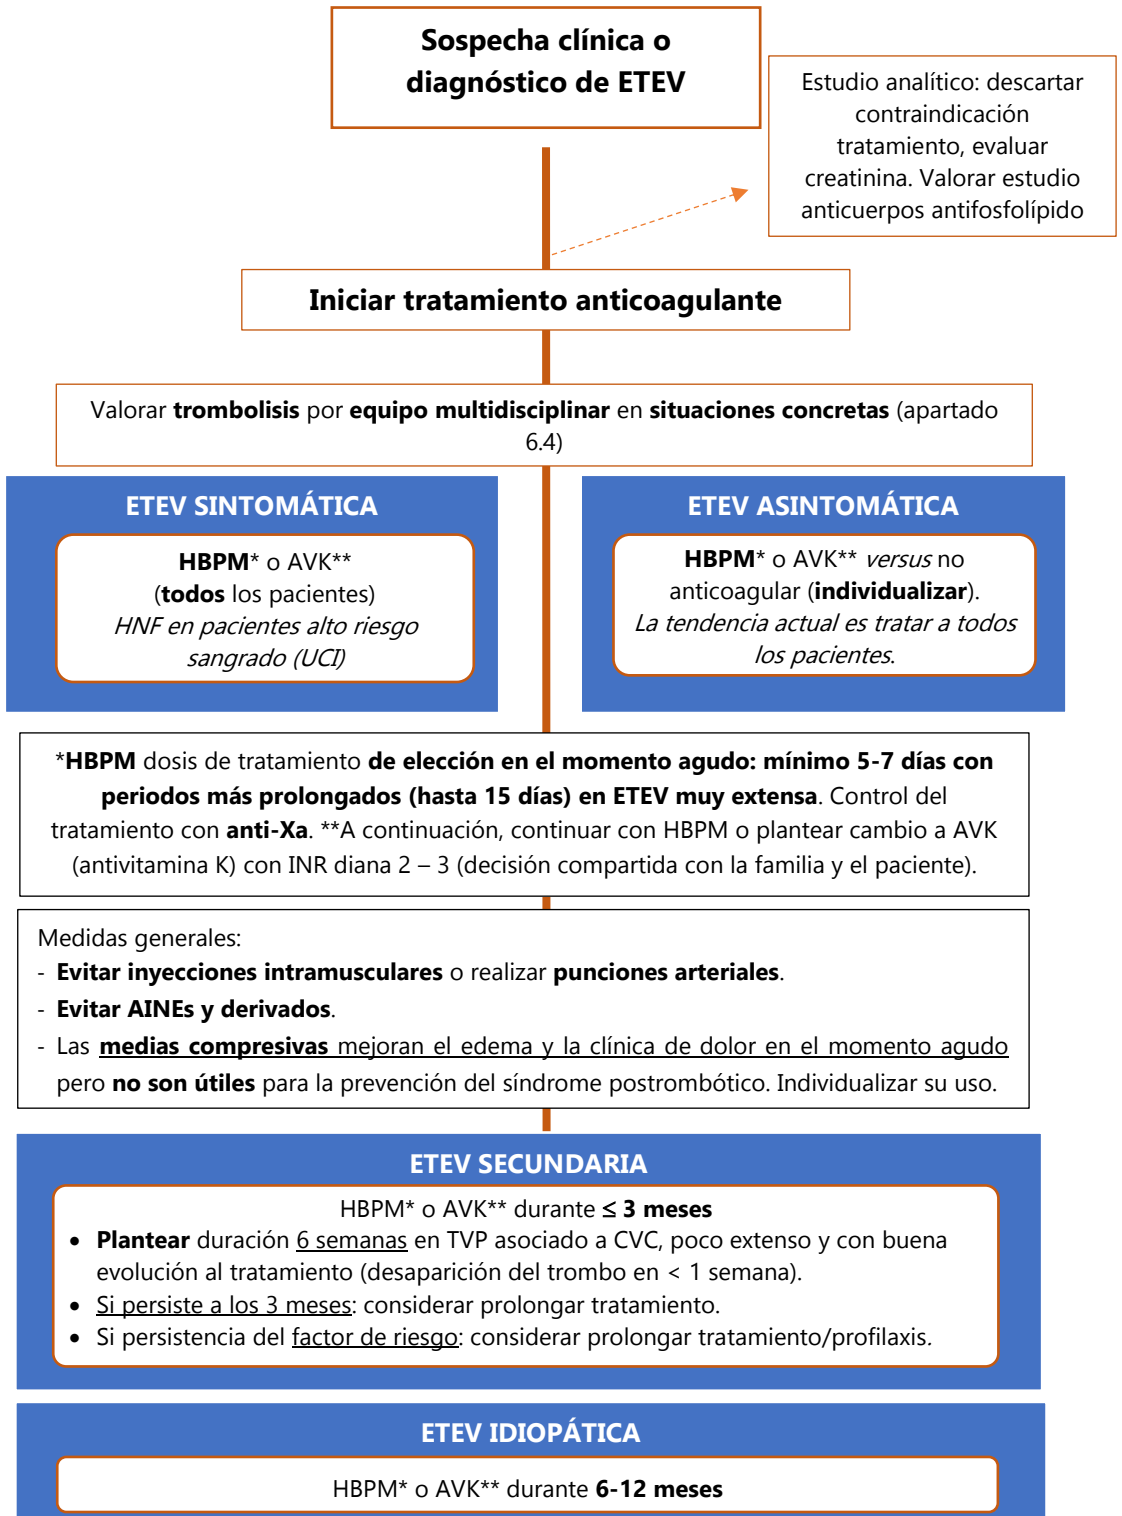 Sospecha clínica o
diagnóstico de ETEV
Estudio analítico: descartar
contraindicación
tratamiento, evaluar
creatinina. Valorar estudio
anticuerpos antifosfolípido
Iniciar tratamiento anticoagulante
Valorar trombolisis por equipo multidisciplinar en situaciones concretas (apartado
6.4)
ETEV SINTOMÁTICA
HBPM* o AVK**
(todos los pacientes)
HNF en pacientes alto riesgo
sangrado (UCI)
ETEV ASINTOMÁTICA
HBPM* o AVK** versus no
anticoagular (individualizar).
La tendencia actual es tratar a todos
los pacientes.
*HBPM dosis de tratamiento de elección en el momento agudo: mínimo 5-7 días con
periodos más prolongados (hasta 15 días) en ETEV muy extensa. Control del
tratamiento con anti-Xa. **A continuación, continuar con HBPM o plantear cambio a AVK
(antivitamina K) con INR diana 2 – 3 (decisión compartida con la familia y el paciente).
Medidas generales:
- Evitar inyecciones intramusculares o realizar punciones arteriales.
- Evitar AINEs y derivados.
- Las medias compresivas mejoran el edema y la clínica de dolor en el momento agudo
pero no son útiles para la prevención del síndrome postrombótico. Individualizar su uso.
ETEV SECUNDARIA
HBPM* o AVK** durante ≤ 3 meses
• Plantear duración 6 semanas en TVP asociado a CVC, poco extenso y con buena
evolución al tratamiento (desaparición del trombo en < 1 semana).
• Si persiste a los 3 meses: considerar prolongar tratamiento.
• Si persistencia del factor de riesgo: considerar prolongar tratamiento/profilaxis.
ETEV IDIOPÁTICA
HBPM* o AVK** durante 6-12 meses